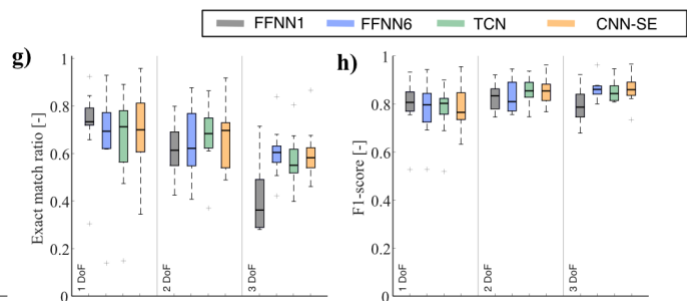 FFNN1 FFNN6 TCN CNN-SE
g)
Exact match ratio [-]
1
0.8
0.6
0.4
0.2
0
1 DoF
2 DoF
3 DoF
h)
F1-score [-]
1
0.8
0.6
0.4
0.2
0
1 DoF
2 DoF
3 DoF